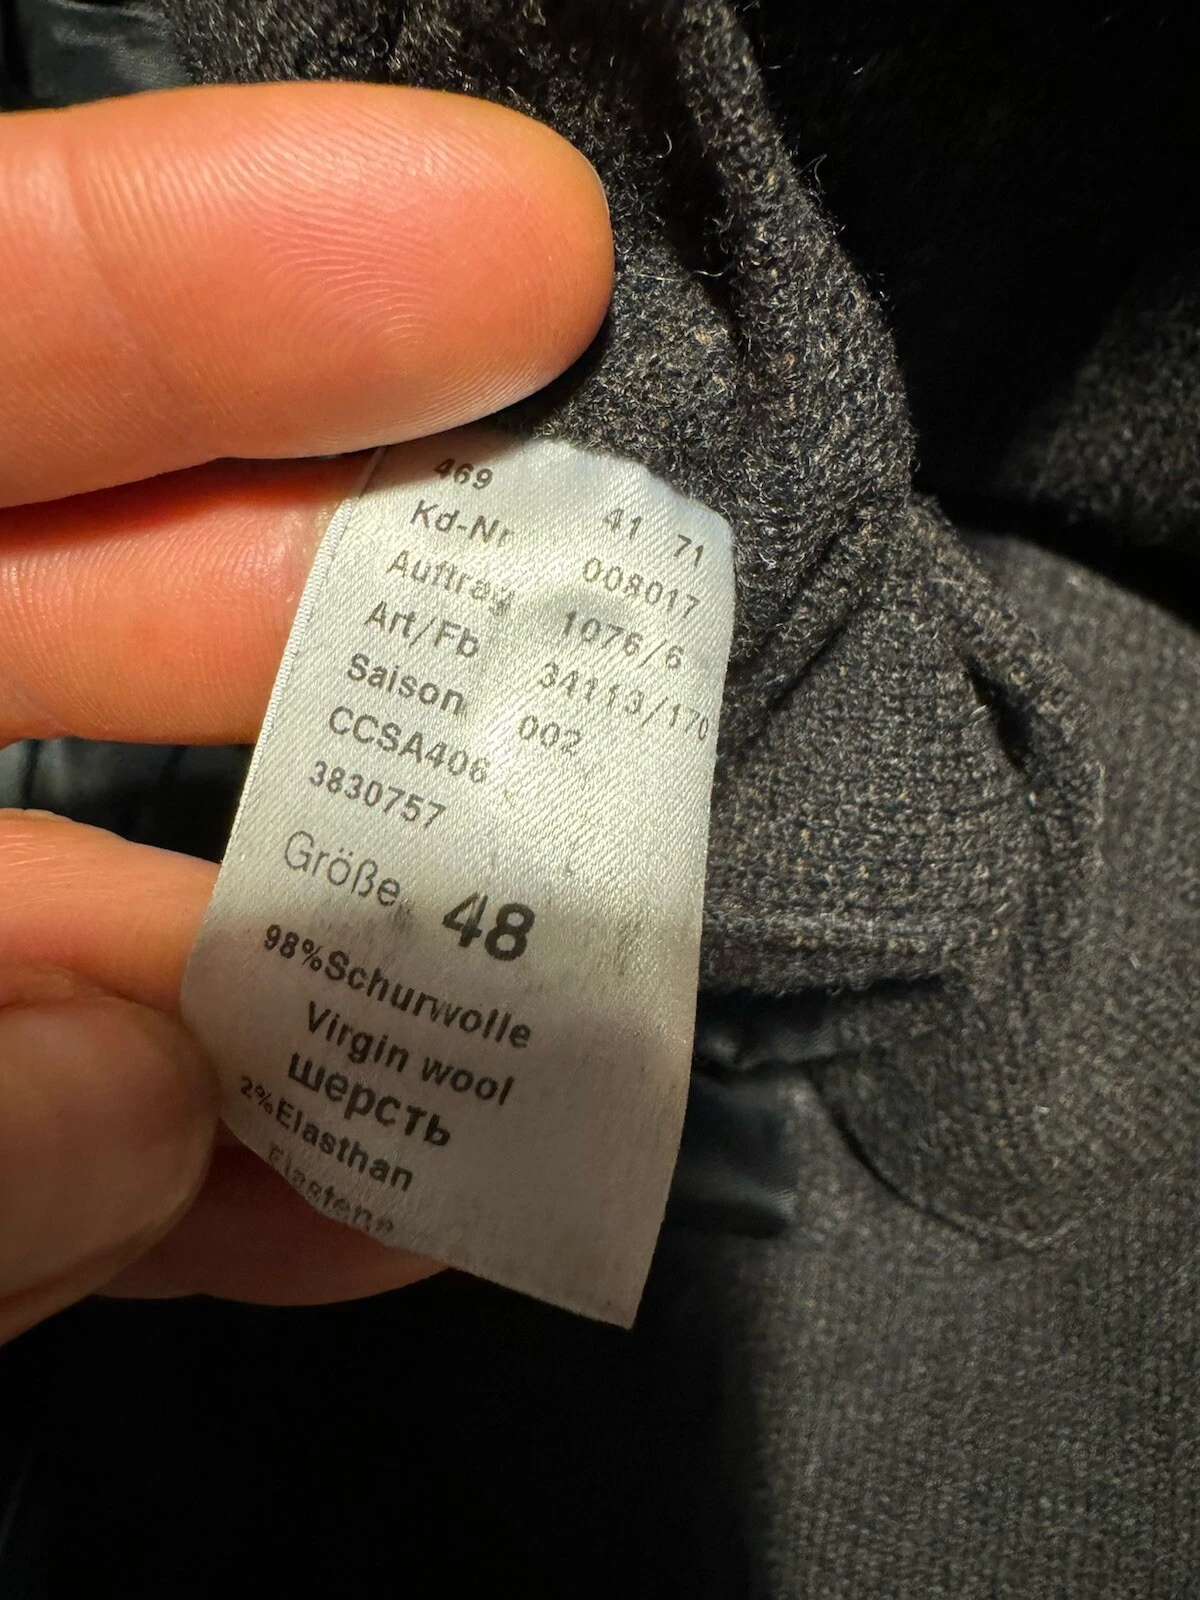 469 41 71
Kd-Nr 008017
Auftrag 1076/6
Art/Fb 34113/170
Saison 002
CCSA406
3830757
Größe 48
98%Schurwolle
Virgin wool
шерсть
2%Elasthan
Elastene